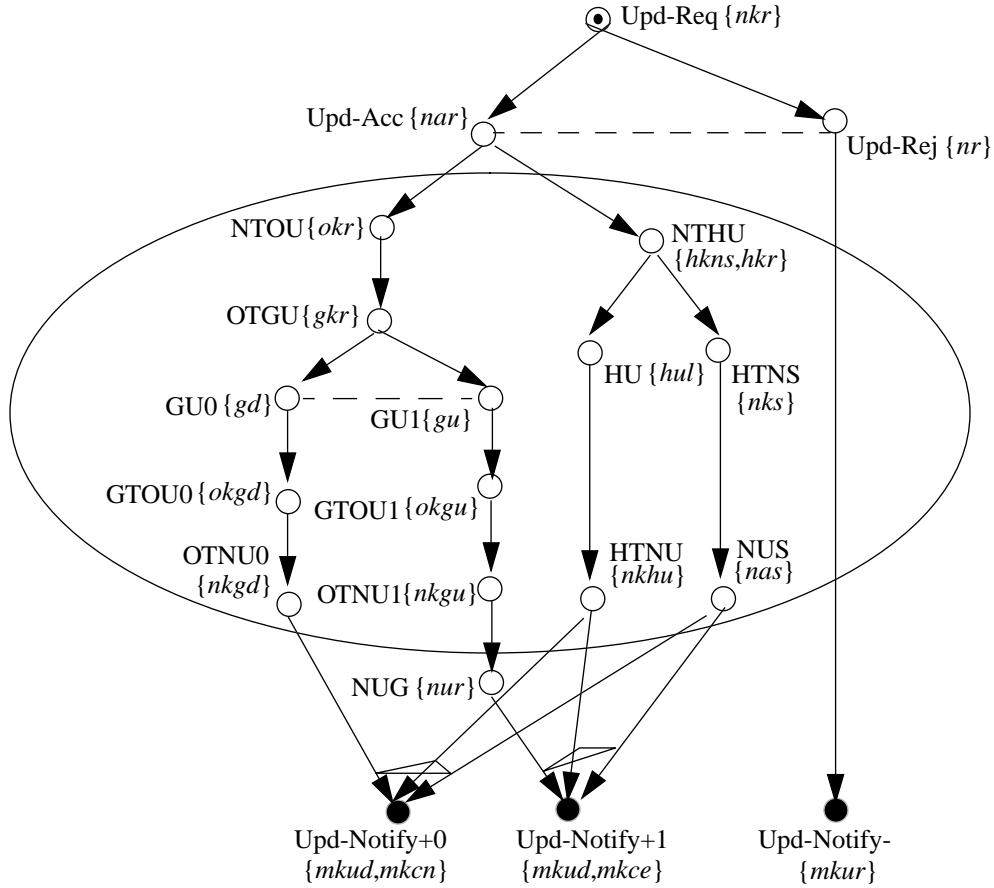 Upd-Req {nkr}
Upd-Acc {nar}
Upd-Rej {nr}
NTOU{okr}
NTHU
{hkns,hkr}
OTGU{gkr}
HU {hul}
HTNS
{nks}
GU0 {gd}
GU1{gu}
GTOU0 {okgd}
GTOU1{okgu}
OTNU0
{nkgd}
HTNU
{nkhu}
NUS
{nas}
OTNU1{nkgu}
NUG {nur}
Upd-Notify+0
{mkud,mkcn}
Upd-Notify+1
{mkud,mkce}
Upd-Notify-
{mkur}